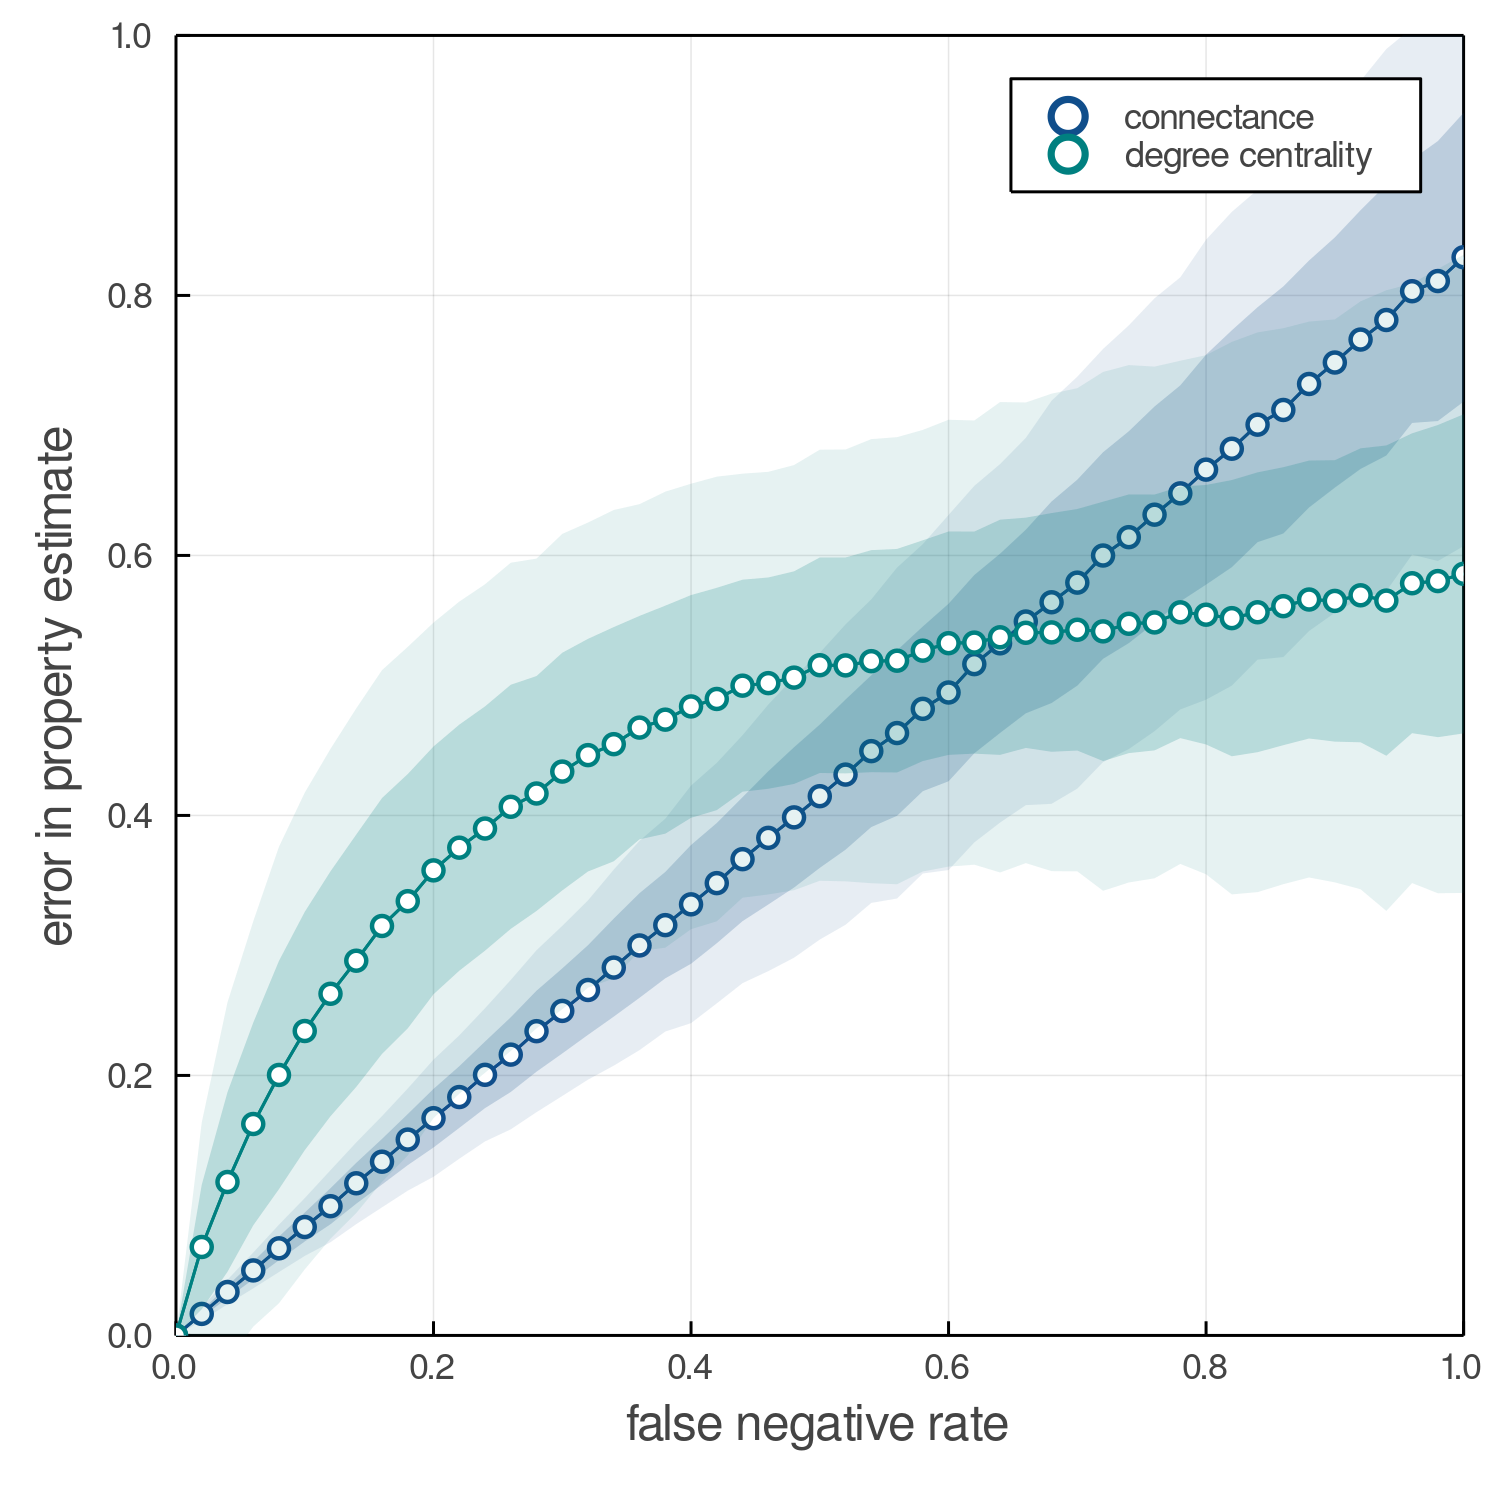 1.0
0.8
0.6
0.4
0.2
0.0
error in property estimate
connectance
degree centrality
0.0 0.2 0.4 0.6 0.8 1.0
false negative rate